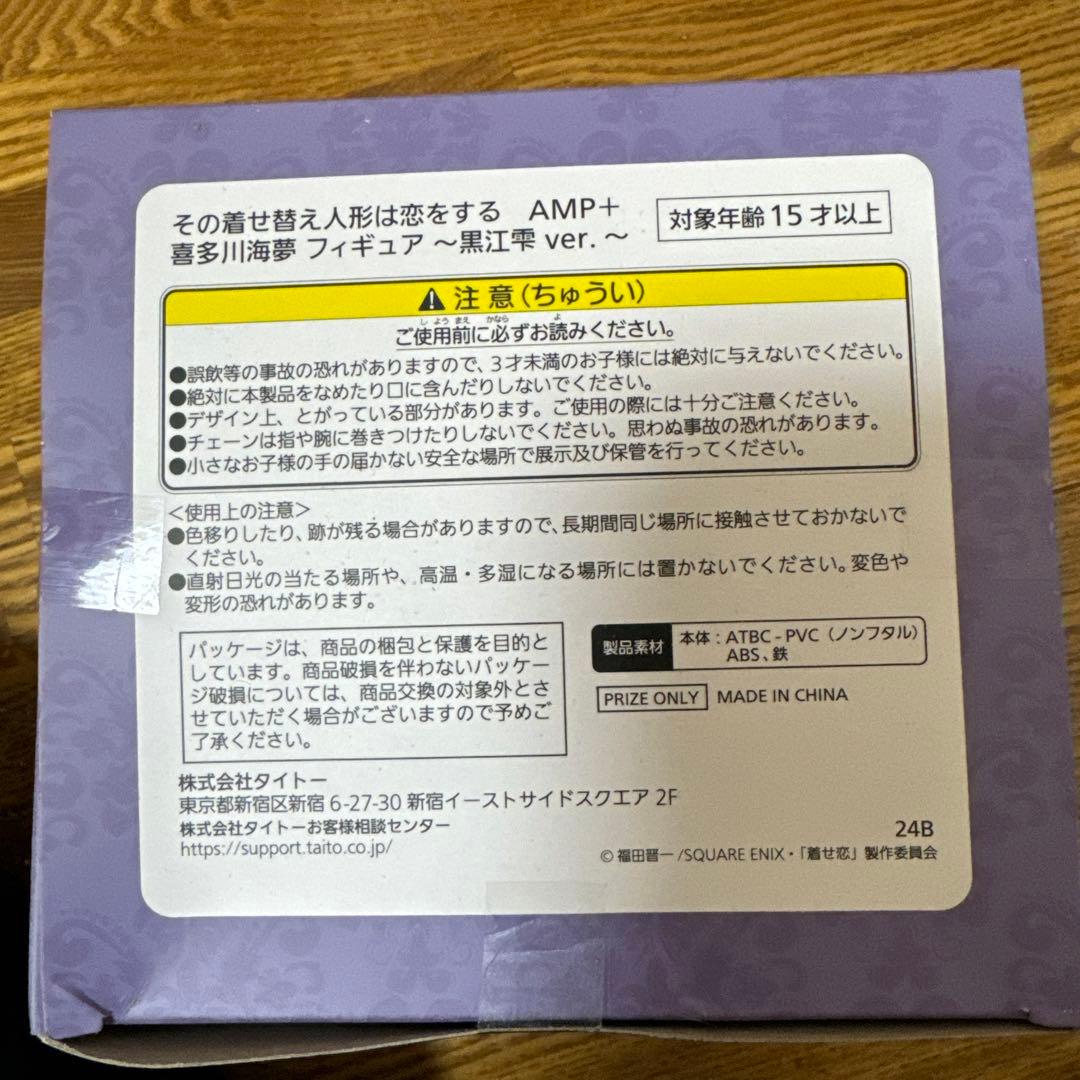 その着せ替え人形は恋をする AMP+
喜多川海夢 フィギュア ～黒江雫 ver.～
対象年齢 15 才以上
注意(ちゅうい)
しようまえ かなら よ
ご使用前に必ずお読みください。
●誤飲等の事故の恐れがありますので、3才未満のお子様には絶対に与えないでください。
●絶対に本製品をなめたり口に含んだりしないでください。
●デザイン上、とがっている部分があります。ご使用の際には十分ご注意ください。
●チェーンは指や腕に巻きつけたりしないでください。思わぬ事故の恐れがあります。
●小さなお子様の手の届かない安全な場所で展示及び保管を行ってください。
<使用上の注意>
●色移りしたり、跡が残る場合がありますので、長期間同じ場所に接触させておかないで
ください。
●直射日光の当たる場所や、高温・多湿になる場所には置かないでください。変色や
変形の恐れがあります。
パッケージは、商品の梱包と保護を目的と
しています。商品破損を伴わないパッケー
ジ破損については、商品交換の対象外とさ
せていただく場合がございますので予めご
了承ください。
製品素材
本体：ATBC-PVC（ノンフタル）
ABS、鉄
PRIZE ONLY MADE IN CHINA
株式会社タイトー
東京都新宿区新宿 6-27-30 新宿イーストサイドスクエア 2F
株式会社タイトーお客様相談センター
https://support.taito.co.jp/
24B
© 福田晋一/SQUARE ENIX・「着せ恋」製作委員会